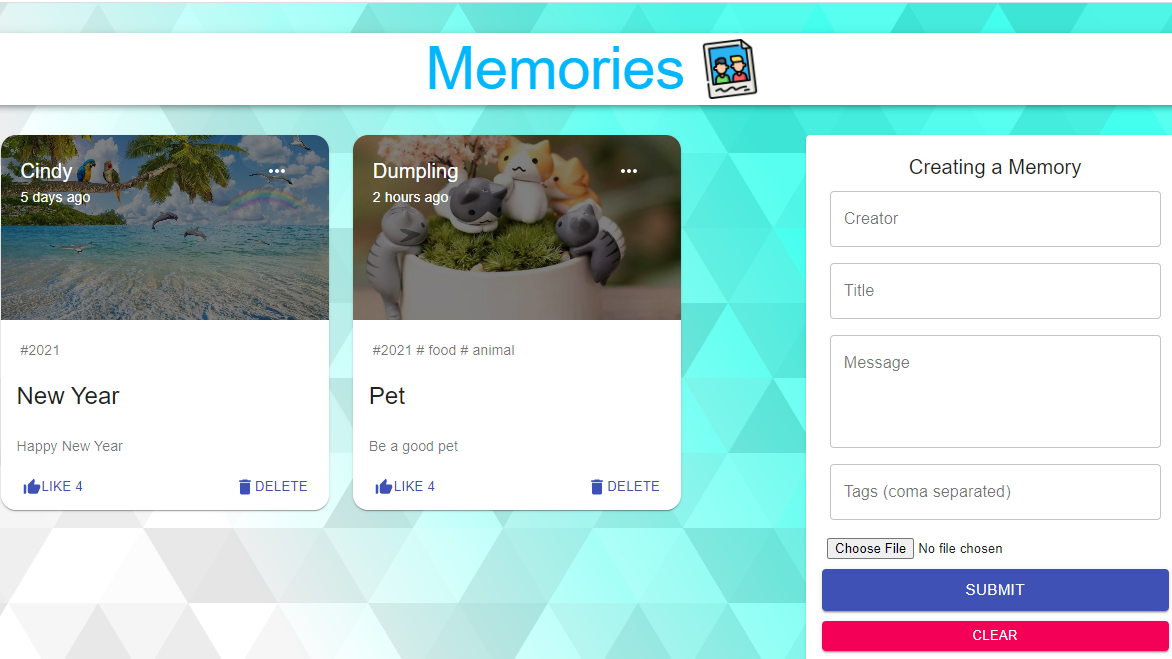 Memories
Cindy
5 days ago
#2021
New Year
Happy New Year
LIKE 4
DELETE
Dumpling
2 hours ago
#2021 # food # animal
Pet
Be a good pet
LIKE 4
DELETE
Creating a Memory
Creator
Title
Message
Tags (coma separated)
Choose File No file chosen
SUBMIT
CLEAR